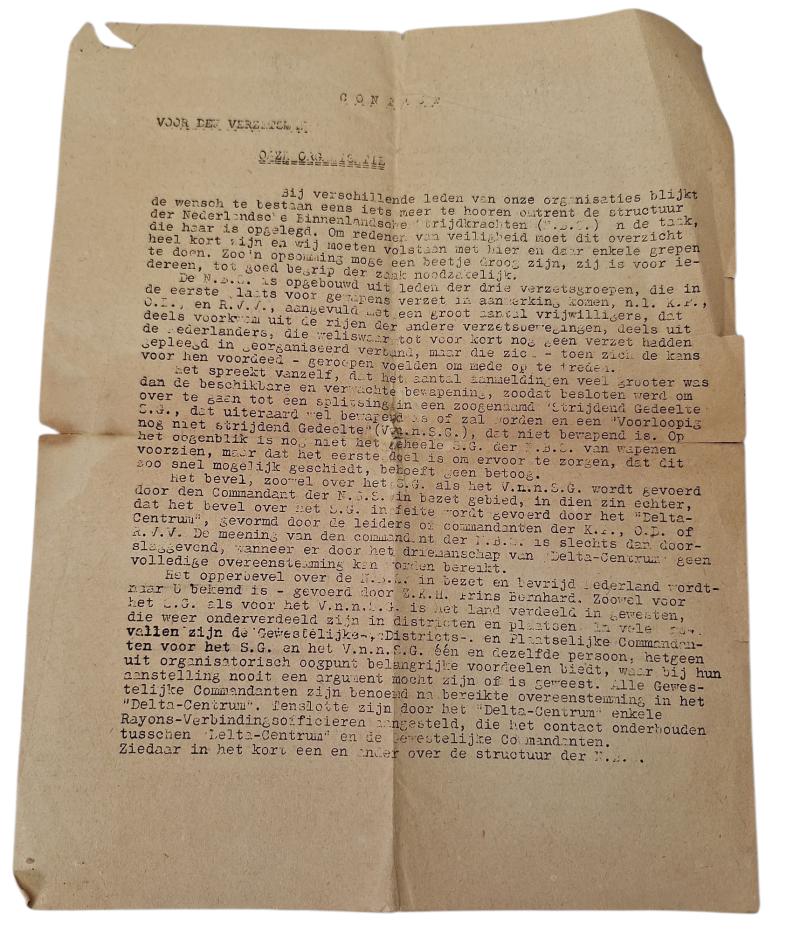 VOOR DEN VERZETSM
ONZE ORGANISATIE
Bij verschillende leden van onze organisaties blijkt
de wensch te bestaan eens iets meer te hooren omtrent de structuur
der Nederlandsche Binnenlandsche Strijdkrachten (N.B.S.) en de taak,
die haar is opgelegd. Om redenen van veiligheid moet dit overzicht
heel kort zijn en wij moeten volstaan met hier en daar enkele grepen
te doen. Zoo'n opsomming moge een beetje droog zijn, zij is voor ie-
dereen, tot goed begrip der zaak noodzakelijk.
De N.B.S. is opgebouwd uit leden der drie verzetsgroepen, die in
de eerste plaats voor gewapens verzet in aanmerking komen, n.l. K.P.,
O.D., en R.V.V., aangevuld met een groot aantal vrijwilligers, dat
deels voorkwam uit de rijen der andere verzetsbewegingen, deels uit
de Nederlanders, die weliswaar tot voor kort nog geen verzet hadden
gepleegd in georganiseerd verband, maar die zich - toen zich de kans
voor hen voordeed - geroepen voelden om mede op te treden.
Het spreekt vanzelf, dat het aantal aanmeldingen veel grooter was
dan de beschikbare en verwachte bewapening, zoodat besloten werd om
over te gaan tot een splitsing in een zoogenaamd "Strijdend Gedeelte
S.G., dat uiteraard wel bewapend is of zal worden en een "Voorloopig
nog niet strijdend Gedeelte"(V.n.n.S.G.), dat niet bewapend is. Op
het oogenblik is nog niet het geheele S.G. der N.B.S. van wapenen
voorzien, maar dat het eerste doel is om ervoor te zorgen, dat dit
zoo snel mogelijk geschiedt, behoeft geen betoog.
Het bevel, zoowel over het S.G. als het V.n.n.S.G. wordt gevoerd
door den Commandant der N.B.S. in bezet gebied, in dien zin echter,
dat het bevel over het S.G. in feite wordt gevoerd door het "Delta-
Centrum", gevormd door de leiders of commandanten der K.P., O.D. of
R.V.V. De meening van den commandant der N.B.S. is slechts dan door-
slaggevend, wanneer er door het driemanschap van "Delta-Centrum" geen
volledige overeenstemming kan worden bereikt.
Het opperbevel over de N.B.S. in bezet en bevrijd Nederland wordt-
naar U bekend is - gevoerd door Z.K.H. Prins Bernhard. Zoowel voor
het S.G. als voor het V.n.n.S.G. is het land verdeeld in gewesten,
die weer onderverdeeld zijn in districten en plaatsen. In vele ge-
vallen zijn de Gewestelijke-, Districts-. en Plaatselijke Commandan-
ten voor het S.G. en het V.n.n.S.G. één en dezelfde persoon, hetgeen
uit organisatorisch oogpunt belangrijke voordeelen biedt, waar bij hun
aanstelling nooit een argument mocht zijn of is geweest. Alle Gewes-
telijke Commandanten zijn benoemd na bereikte overeenstemming in het
"Delta-Centrum". Tenslotte zijn door het "Delta-Centrum" enkele
Rayons-Verbindingsofficieren aangesteld, die het contact onderhouden
tusschen "Delta-Centrum" en de Gewestelijke Commandanten.
Ziedaar in het kort een en ander over de structuur der N.B.S.